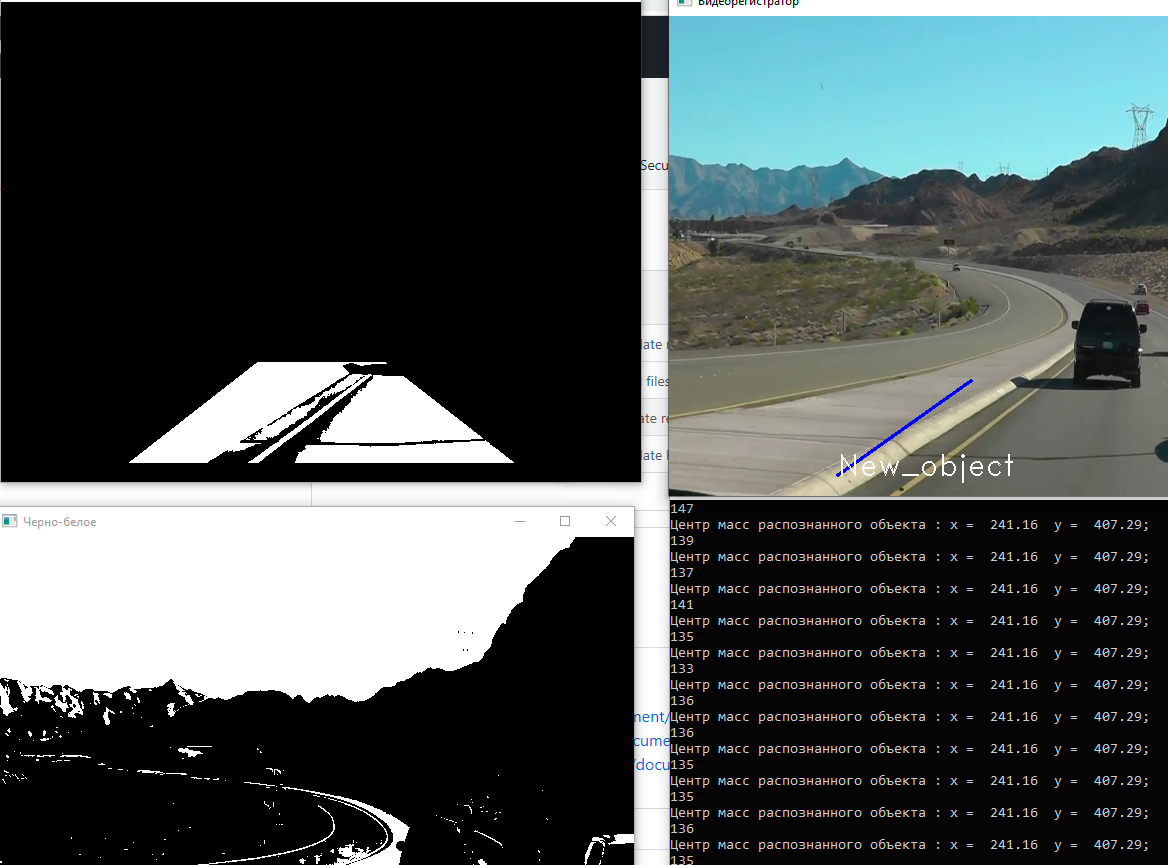 Видеорегистратор
Secu
late
files
late re
late
New_object
Черно-белое
ment/
cume
/docu
147
Центр масс распознанного объекта : x =  241.16  y =  407.29;
139
Центр масс распознанного объекта : x =  241.16  y =  407.29;
137
Центр масс распознанного объекта : x =  241.16  y =  407.29;
141
Центр масс распознанного объекта : x =  241.16  y =  407.29;
135
Центр масс распознанного объекта : x =  241.16  y =  407.29;
133
Центр масс распознанного объекта : x =  241.16  y =  407.29;
136
Центр масс распознанного объекта : x =  241.16  y =  407.29;
136
Центр масс распознанного объекта : x =  241.16  y =  407.29;
135
Центр масс распознанного объекта : x =  241.16  y =  407.29;
135
Центр масс распознанного объекта : x =  241.16  y =  407.29;
136
Центр масс распознанного объекта : x =  241.16  y =  407.29;
135